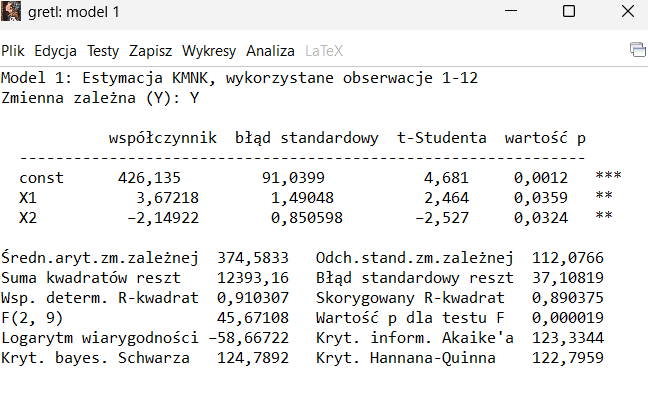 gretl: model 1
Plik Edycja Testy Zapisz Wykresy Analiza LaTeX
Model 1: Estymacja KMNK, wykorzystane obserwacje 1-12
Zmienna zależna (Y): Y
współczynnik błąd standardowy t-Studenta wartość p
---------------------------------------------------------------
const 426,135 91,0399 4,681 0,0012 ***
X1 3,67218 1,49048 2,464 0,0359 **
X2 −2,14922 0,850598 −2,527 0,0324 **
Średn.aryt.zm.zależnej 374,5833 Odch.stand.zm.zależnej 112,0766
Suma kwadratów reszt 12393,16 Błąd standardowy reszt 37,10819
Wsp. determ. R-kwadrat 0,910307 Skorygowany R-kwadrat 0,890375
F(2, 9) 45,67108 Wartość p dla testu F 0,000019
Logarytm wiarygodności −58,66722 Kryt. inform. Akaike'a 123,3344
Kryt. bayes. Schwarza 124,7892 Kryt. Hannana-Quinna 122,7959